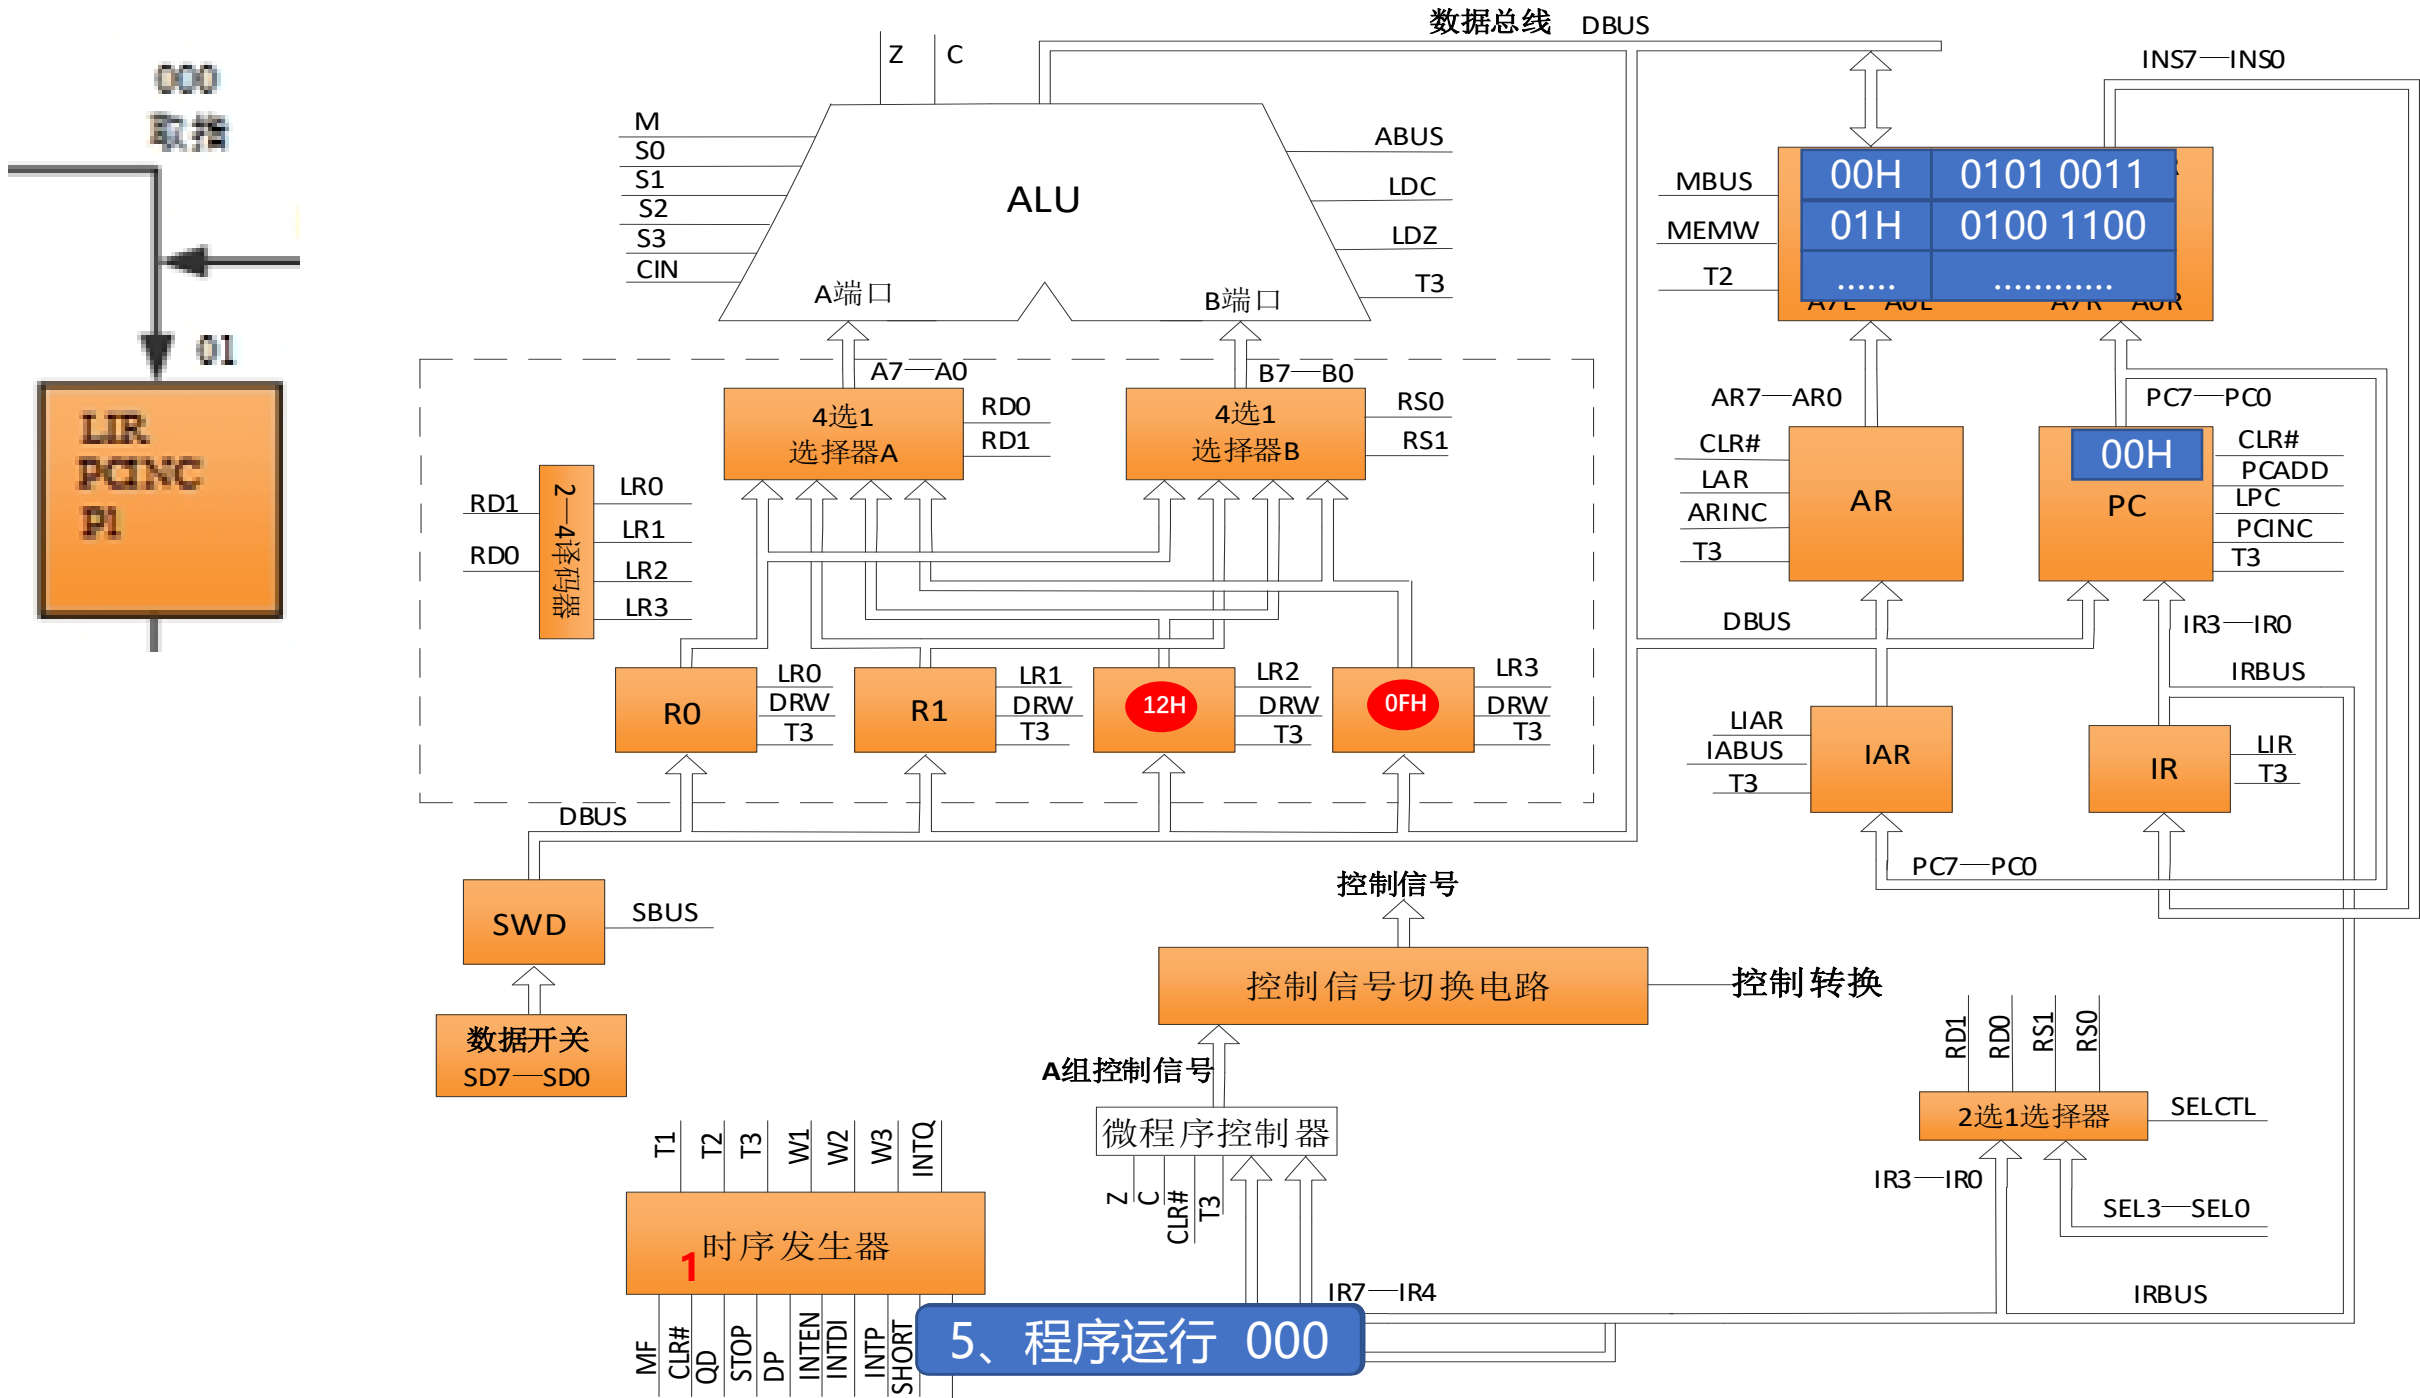 000
取指
01
LIR
PCINC
P1
数据总线 DBUS
Z
C
M
S0
S1
S2
S3
CIN
ALU
A端口
B端口
ABUS
LDC
LDZ
T3
INS7—INS0
MBUS
MEMW
T2
00H 0101 0011
01H 0100 1100
...... ............
A7L A0L A7R A0R
A7—A0
B7—B0
4选1
选择器A
RD0
RD1
4选1
选择器B
RS0
RS1
RD1
RD0
2—4译码器
LR0
LR1
LR2
LR3
AR7—AR0
PC7—PC0
CLR#
LAR
ARINC
T3
AR
00H
PC
CLR#
PCADD
LPC
PCINC
T3
DBUS
IR3—IR0
IRBUS
R0
LR0
DRW
T3
R1
LR1
DRW
T3
12H
LR2
DRW
T3
0FH
LR3
DRW
T3
LIAR
IABUS
T3
IAR
IR
LIR
T3
DBUS
PC7—PC0
SWD
SBUS
数据开关
SD7—SD0
控制信号
控制信号切换电路
控制转换
A组控制信号
微程序控制器
Z
C
CLR#
T3
RD1
RD0
RS1
RS0
2选1选择器
SELCTL
IR3—IR0
SEL3—SEL0
T1
T2
T3
W1
W2
W3
INTQ
时序发生器
1
MF
CLR#
QD
STOP
DP
INTEN
INTDI
INTP
SHORT
IR7—IR4
IRBUS
5、程序运行 000